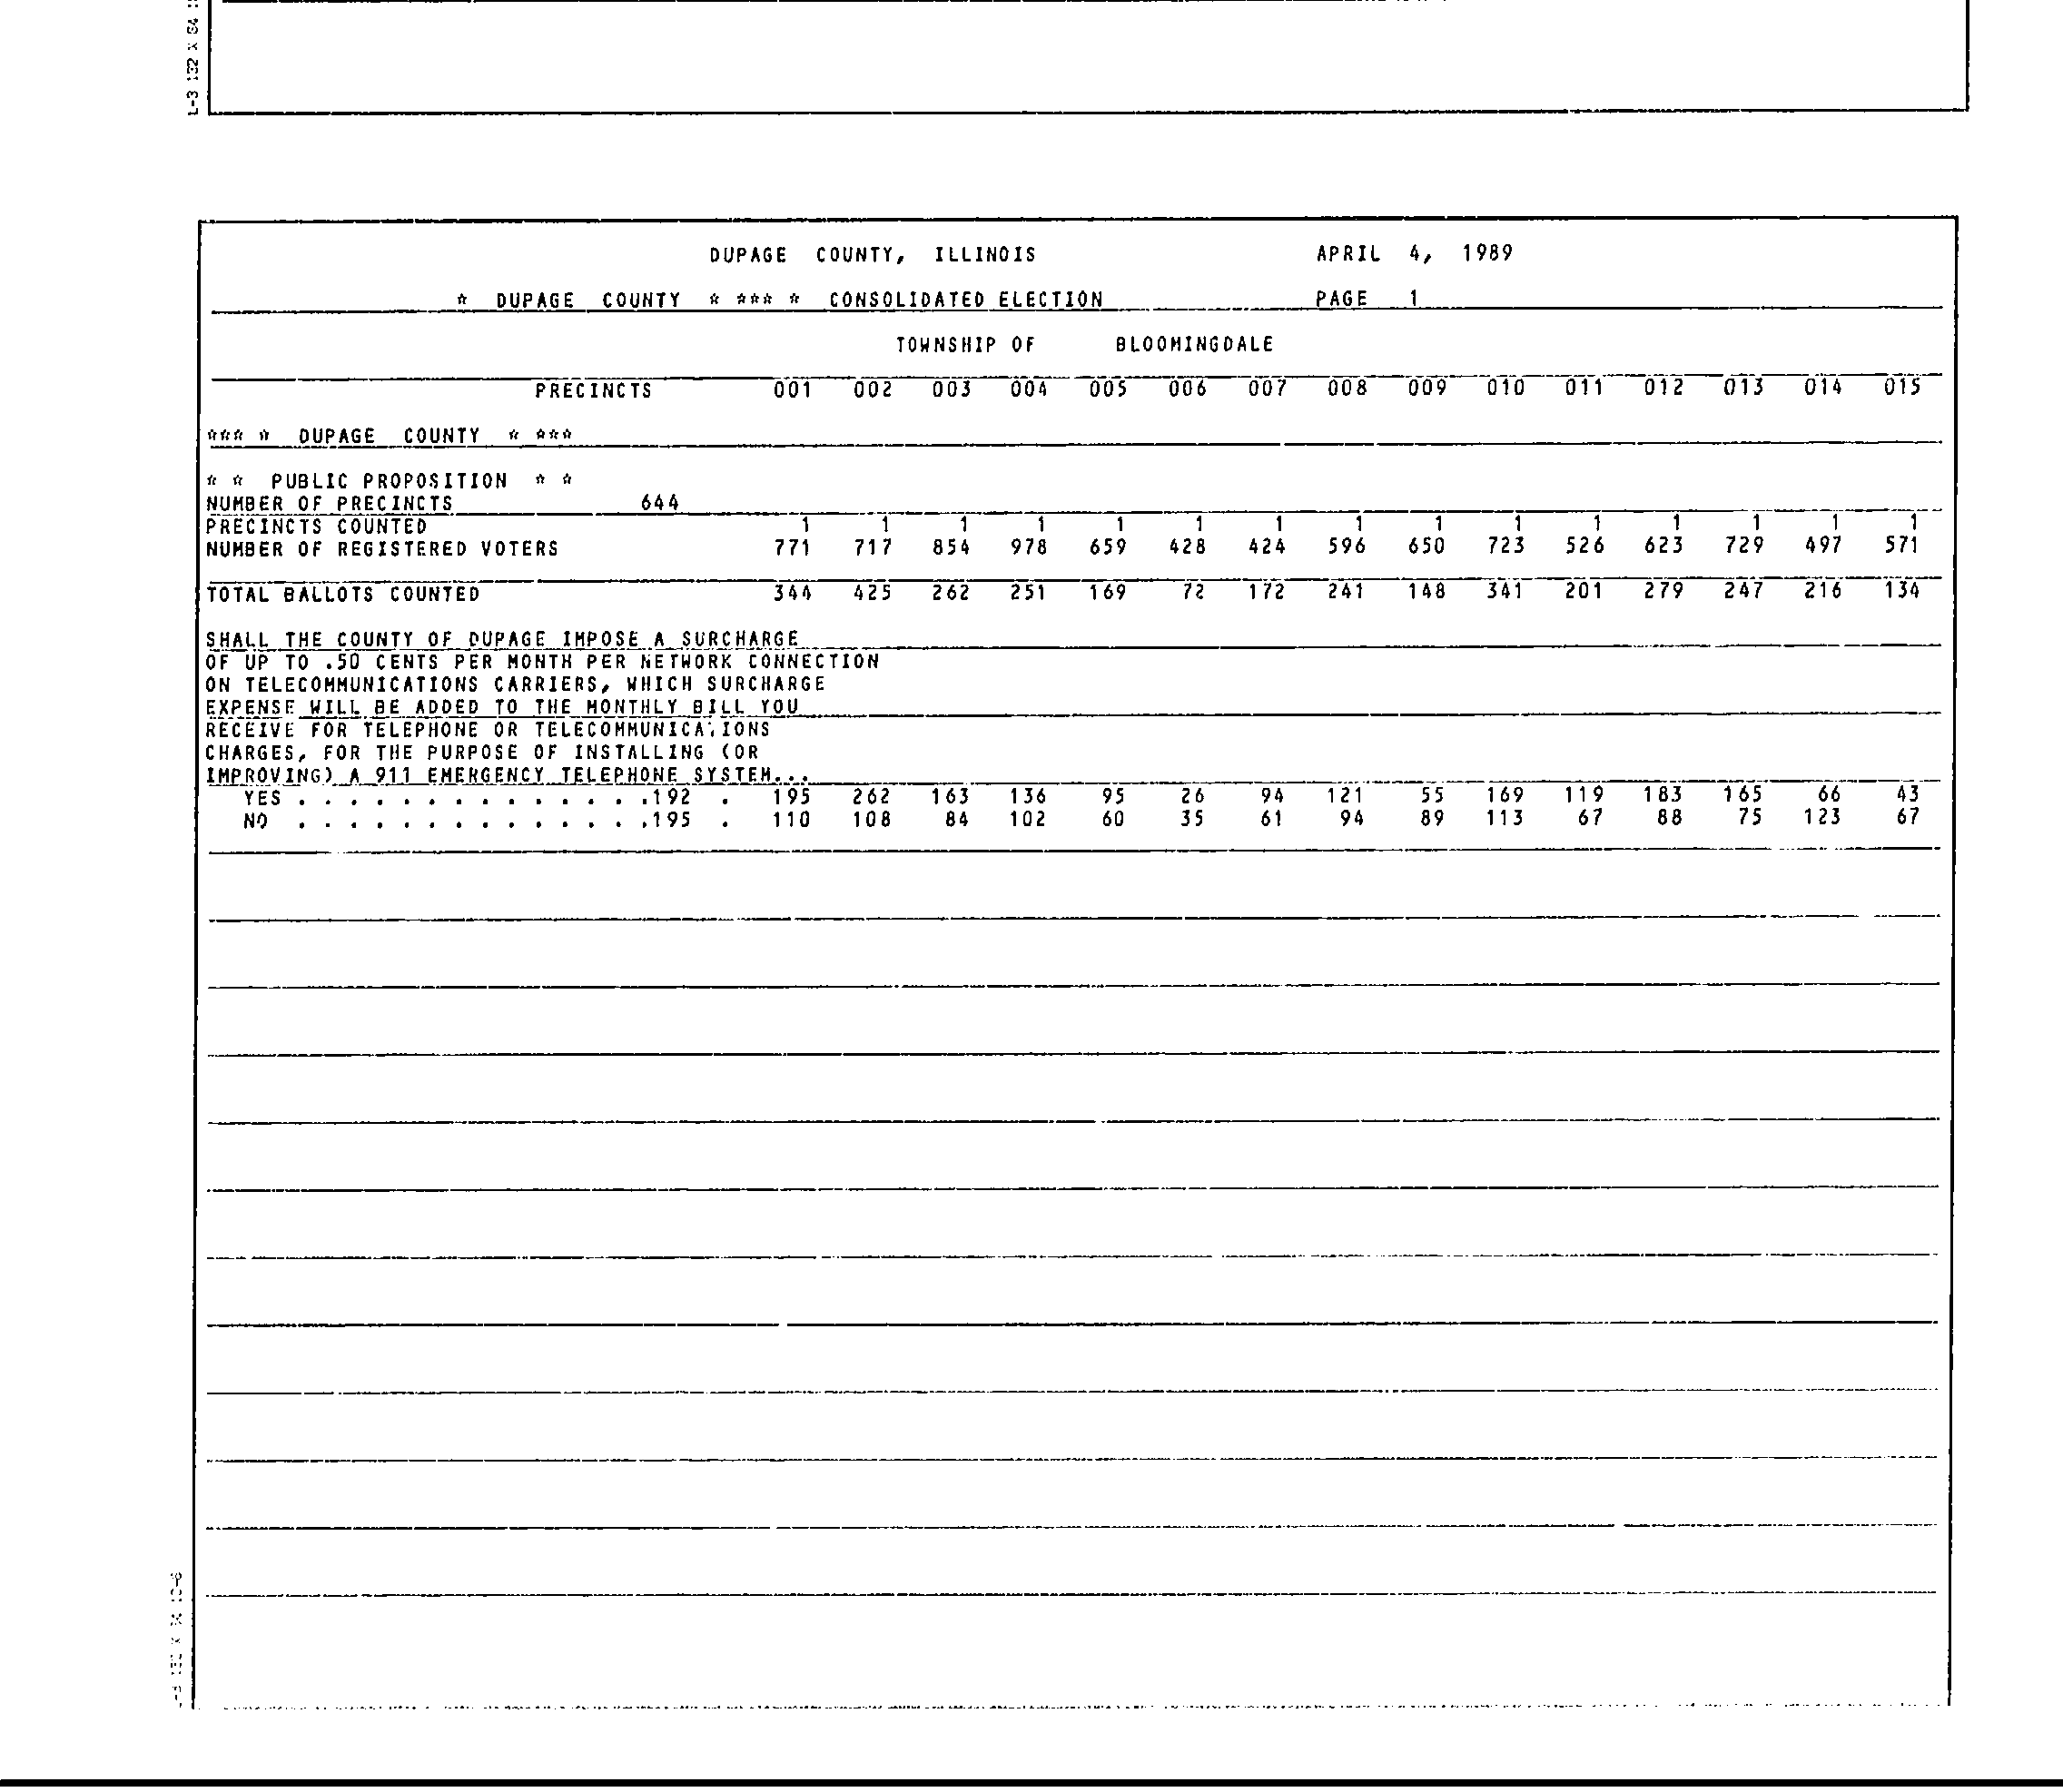 L-3 132 X 84
DUPAGE COUNTY, ILLINOIS APRIL 4, 1989
* DUPAGE COUNTY * *** * CONSOLIDATED ELECTION PAGE 1
TOWNSHIP OF BLOOMINGDALE
PRECINCTS 001 002 003 004 005 006 007 008 009 010 011 012 013 014 015
*** * DUPAGE COUNTY * ***
* * PUBLIC PROPOSITION * *
NUMBER OF PRECINCTS 644
PRECINCTS COUNTED 1 1 1 1 1 1 1 1 1 1 1 1 1 1 1
NUMBER OF REGISTERED VOTERS 771 717 854 978 659 428 424 596 650 723 526 623 729 497 571
TOTAL BALLOTS COUNTED 344 425 262 251 169 72 172 241 148 341 201 279 247 216 134
SHALL THE COUNTY OF DUPAGE IMPOSE A SURCHARGE
OF UP TO .50 CENTS PER MONTH PER NETWORK CONNECTION
ON TELECOMMUNICATIONS CARRIERS, WHICH SURCHARGE
EXPENSE WILL BE ADDED TO THE MONTHLY BILL YOU
RECEIVE FOR TELEPHONE OR TELECOMMUNICATIONS
CHARGES, FOR THE PURPOSE OF INSTALLING (OR
IMPROVING) A 911 EMERGENCY TELEPHONE SYSTEM...
YES . . . . . . . . . . . . . .192 . 195 262 163 136 95 26 94 121 55 169 119 183 165 66 43
NO . . . . . . . . . . . . . .195 . 110 108 84 102 60 35 61 94 89 113 67 88 75 123 67